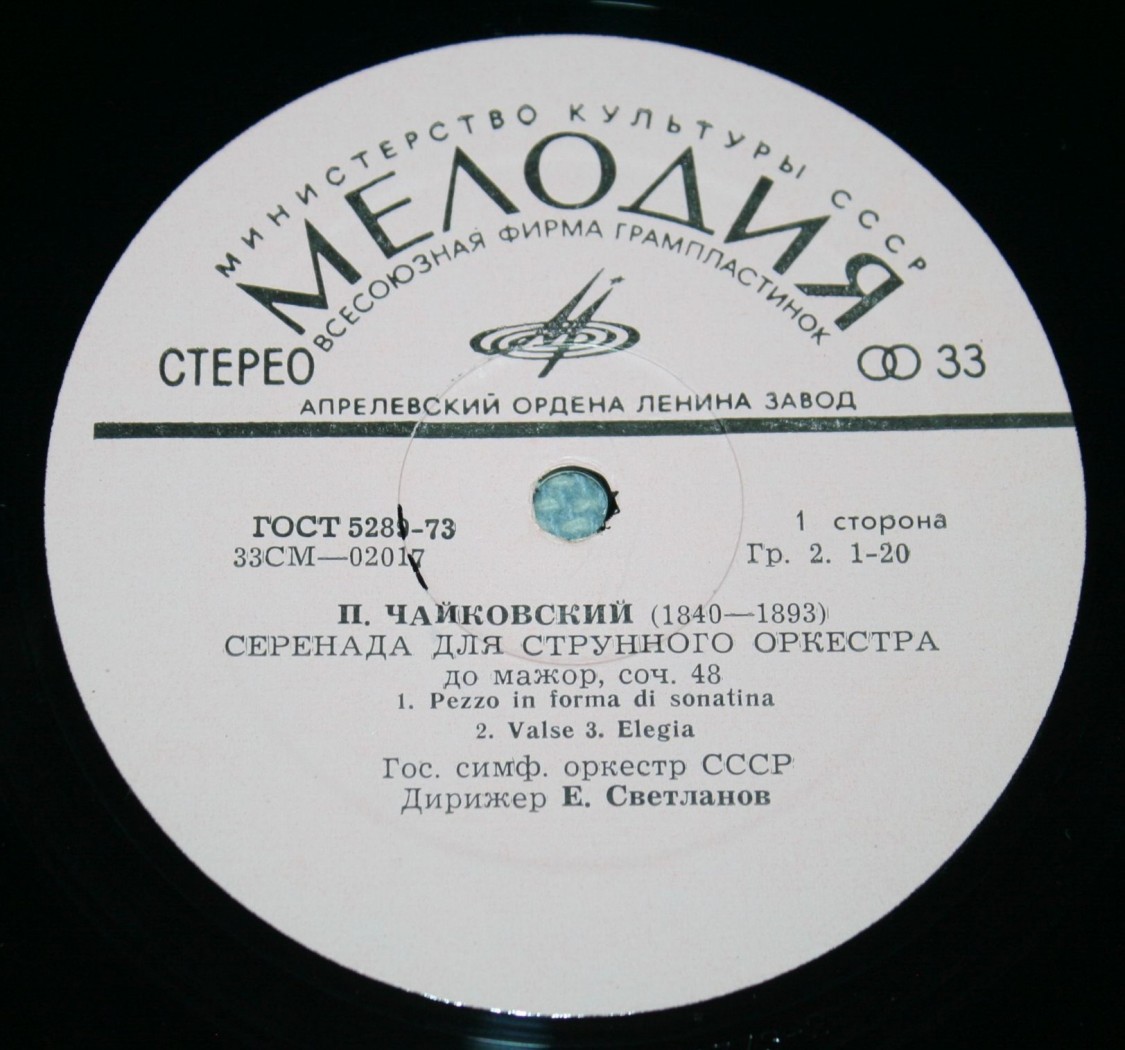 МИНИСТЕРСТВО КУЛЬТУРЫ СССР
МЕЛОДИЯ
ВСЕСОЮЗНАЯ ФИРМА ГРАМПЛАСТИНОК
СТЕРЕО
33
АПРЕЛЕВСКИЙ ОРДЕНА ЛЕНИНА ЗАВОД
ГОСТ 5289-73
1 сторона
33СМ—02017
Гр. 2. 1-20
П. ЧАЙКОВСКИЙ (1840—1893)
СЕРЕНАДА ДЛЯ СТРУННОГО ОРКЕСТРА
до мажор, соч. 48
1. Pezzo in forma di sonatina
2. Valse 3. Elegia
Гос. симф. оркестр СССР
Дирижер Е. Светланов